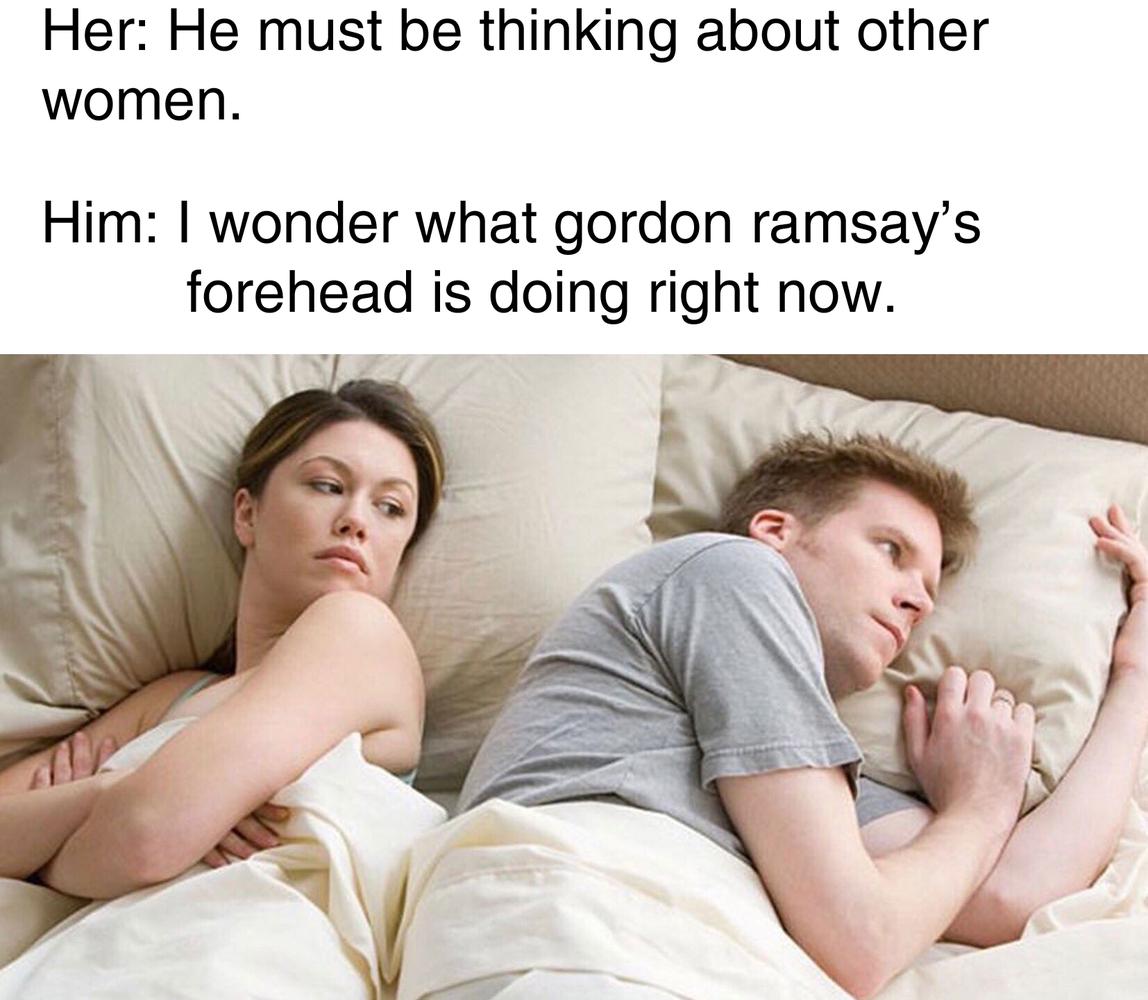 Her: He must be thinking about other
women.
Him: I wonder what gordon ramsay’s
forehead is doing right now.